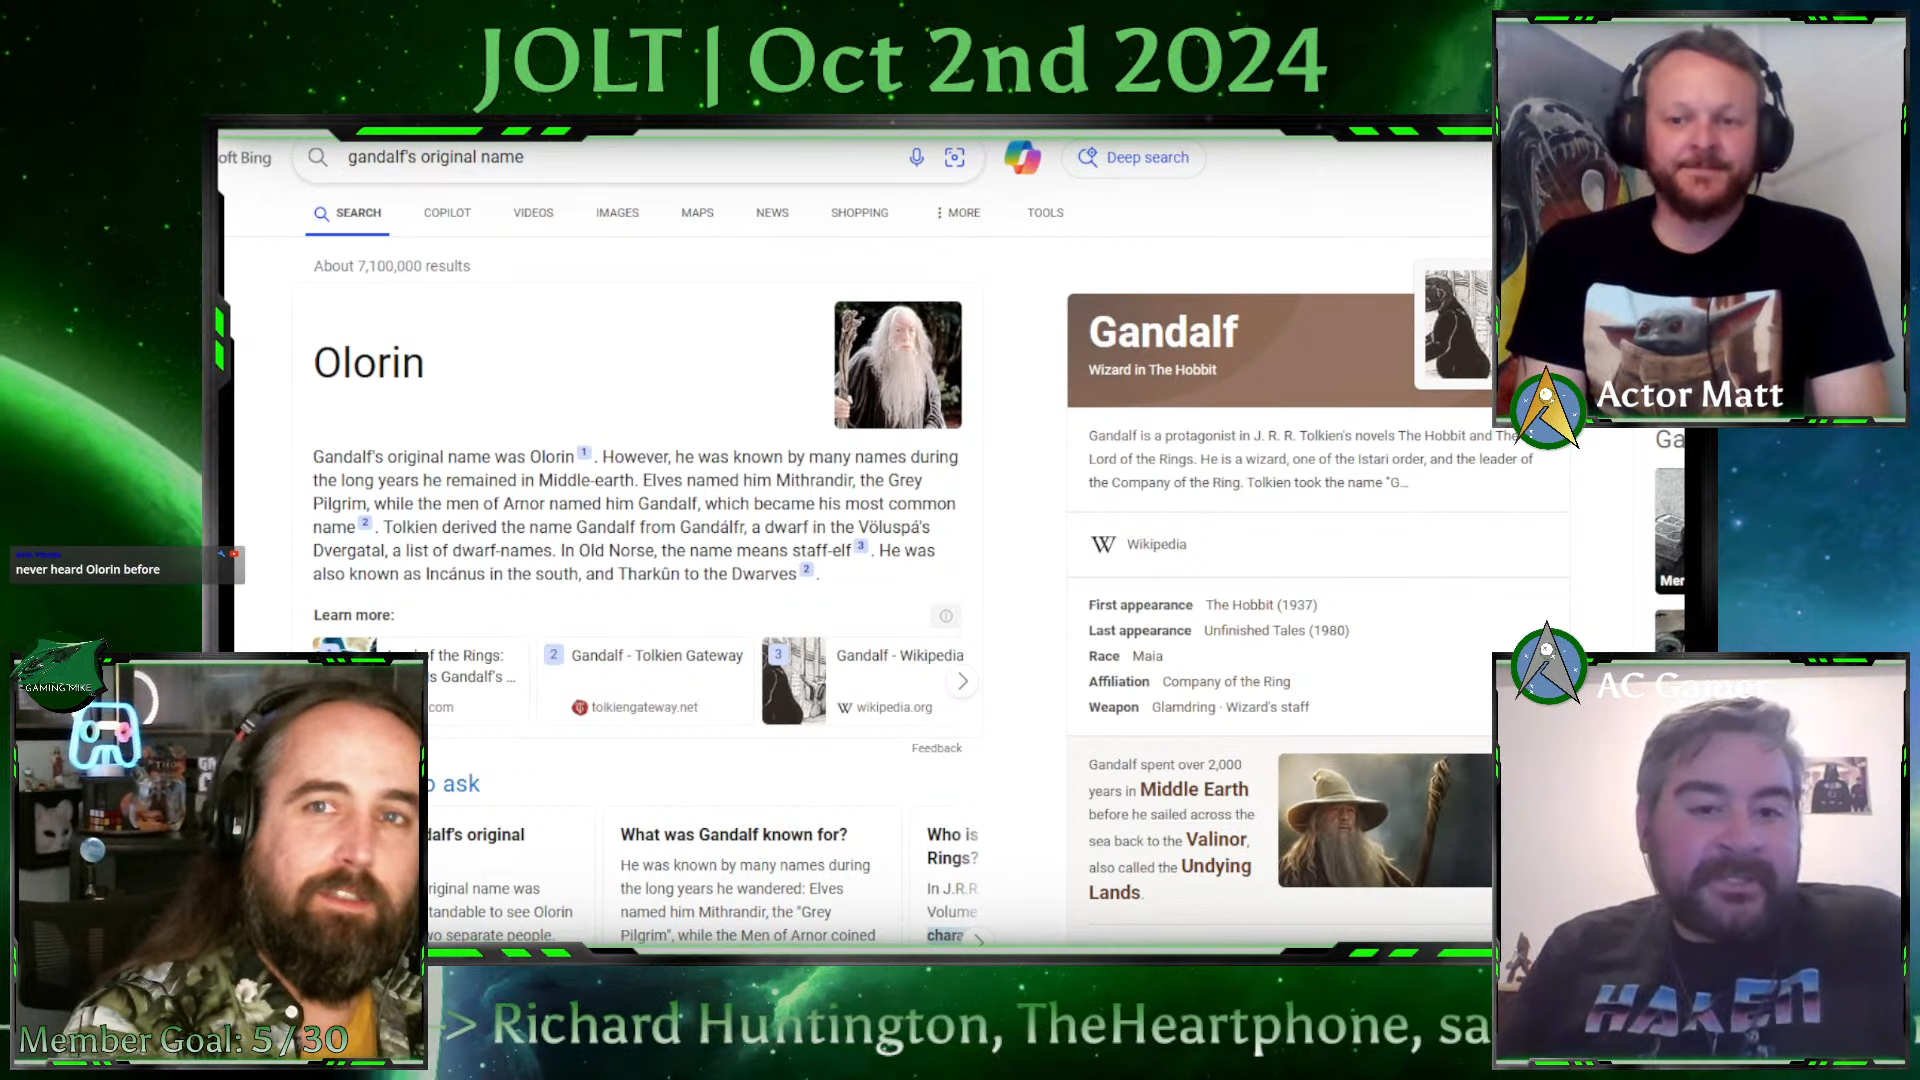 JOLT | Oct 2nd 2024
oft Bing
gandalf's original name
Deep search
SEARCH
COPILOT
VIDEOS
IMAGES
MAPS
NEWS
SHOPPING
MORE
TOOLS
About 7,100,000 results
Olorin
Gandalf's original name was Olorin 1 . However, he was known by many names during
the long years he remained in Middle-earth. Elves named him Mithrandir, the Grey
Pilgrim, while the men of Arnor named him Gandalf, which became his most common
name 2 . Tolkien derived the name Gandalf from Gandálfr, a dwarf in the Völuspá's
Dvergatal, a list of dwarf-names. In Old Norse, the name means staff-elf 3 . He was
also known as Incánus in the south, and Tharkûn to the Dwarves 2 .
Learn more:
of the Rings:
s Gandalf's ...
com
2 Gandalf - Tolkien Gateway
tolkiengateway.net
3 Gandalf - Wikipedia
W wikipedia.org
Feedback
o ask
dalf's original
riginal name was
tandable to see Olorin
wo separate people.
What was Gandalf known for?
He was known by many names during
the long years he wandered: Elves
named him Mithrandir, the "Grey
Pilgrim", while the Men of Arnor coined
Who is
Rings?
In J.R.R
Volume
chara
Gandalf
Wizard in The Hobbit
Gandalf is a protagonist in J. R. R. Tolkien's novels The Hobbit and The
Lord of the Rings. He is a wizard, one of the Istari order, and the leader of
the Company of the Ring. Tolkien took the name "G...
W Wikipedia
First appearance The Hobbit (1937)
Last appearance Unfinished Tales (1980)
Race Maia
Affiliation Company of the Ring
Weapon Glamdring · Wizard's staff
Gandalf spent over 2,000
years in Middle Earth
before he sailed across the
sea back to the Valinor,
also called the Undying
Lands.
Ga
Mer
Actor Matt
AC Gamer
HAKEN
never heard Olorin before
GAMING MIKE
Member Goal: 5/30
-> Richard Huntington, TheHeartphone, sa